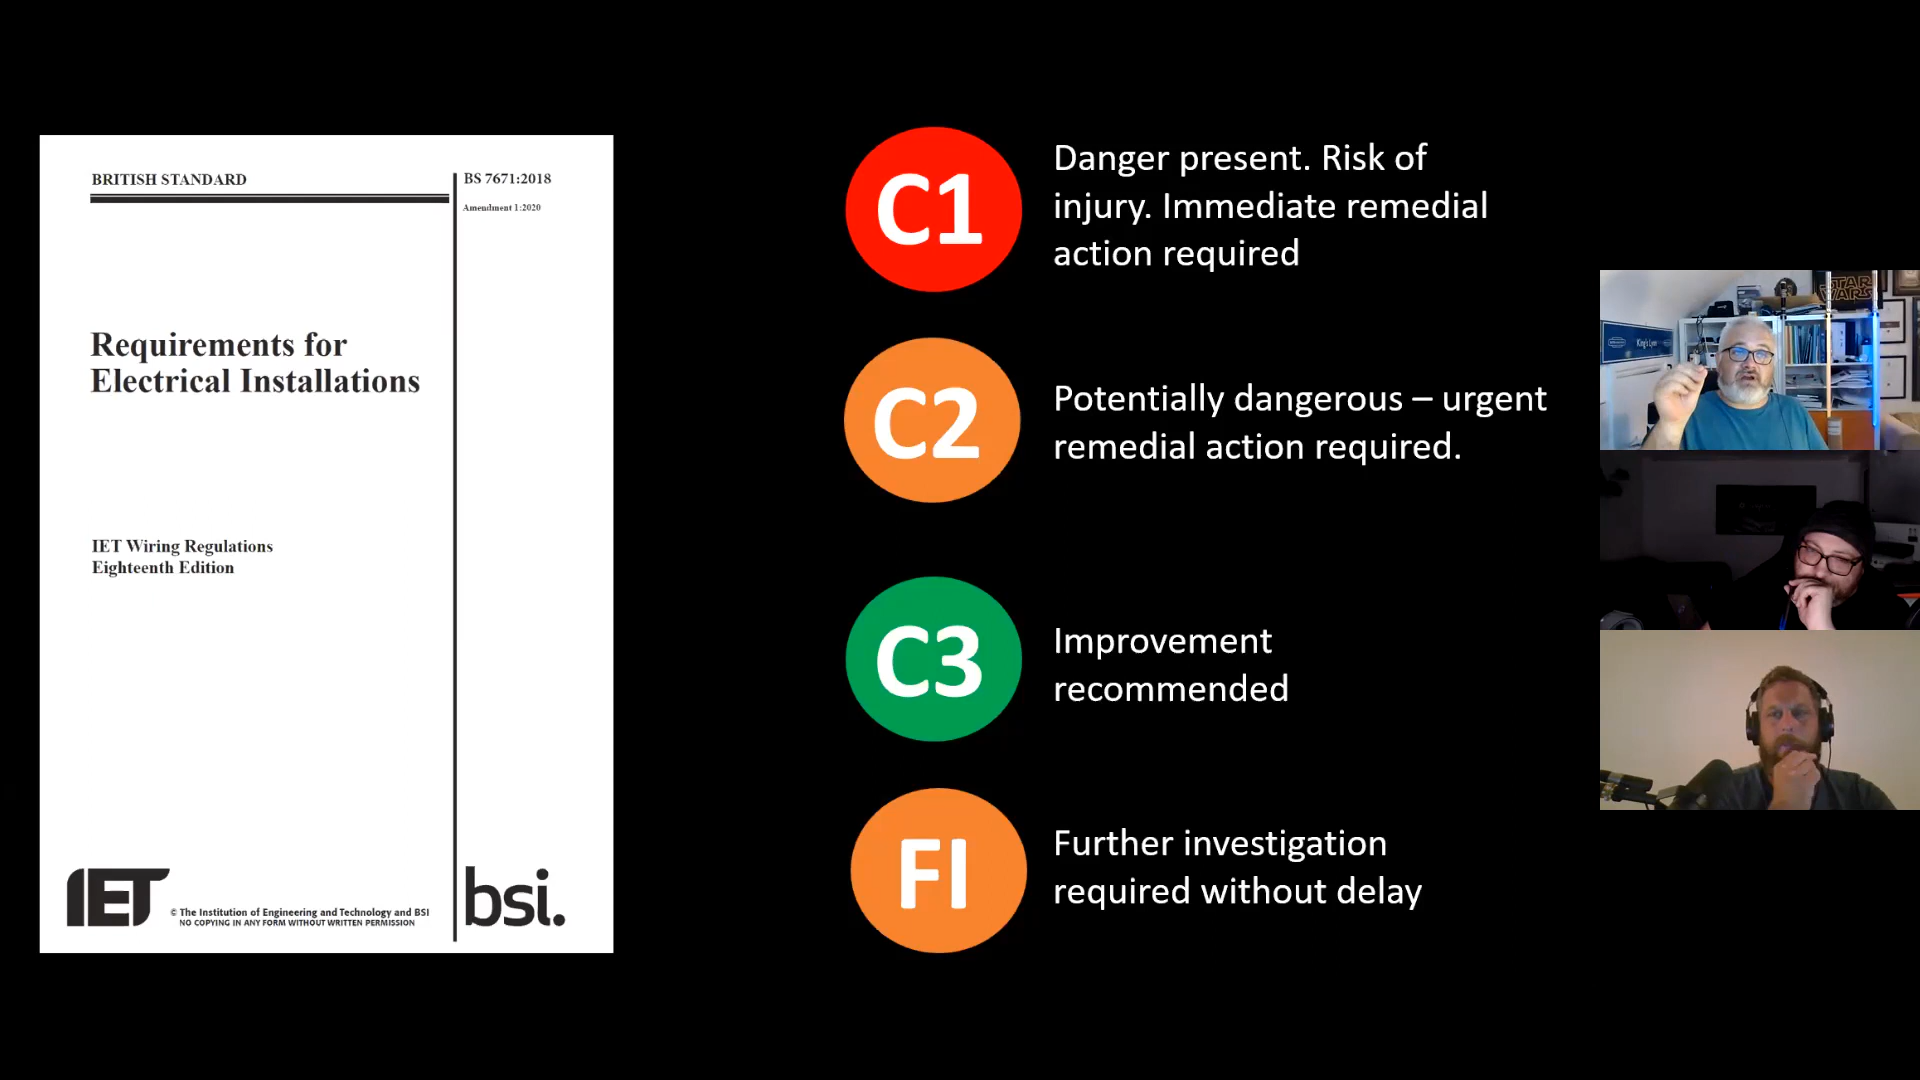 BRITISH STANDARD
BS 7671:2018
Amendment 1:2020
Requirements for
Electrical Installations
IET Wiring Regulations
Eighteenth Edition
IET
© The Institution of Engineering and Technology and BSI
NO COPYING IN ANY FORM WITHOUT WRITTEN PERMISSION
bsi.
C1
Danger present. Risk of
injury. Immediate remedial
action required
C2
Potentially dangerous – urgent
remedial action required.
C3
Improvement
recommended
FI
Further investigation
required without delay
STAR
WARS
King's Lynn